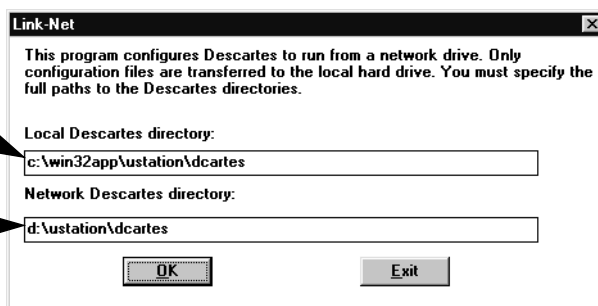 Link-Net
This program configures Descartes to run from a network drive. Only
configuration files are transferred to the local hard drive. You must specify the
full paths to the Descartes directories.
Local Descartes directory:
c:\win32app\ustation\dcartes
Network Descartes directory:
d:\ustation\dcartes
OK Exit